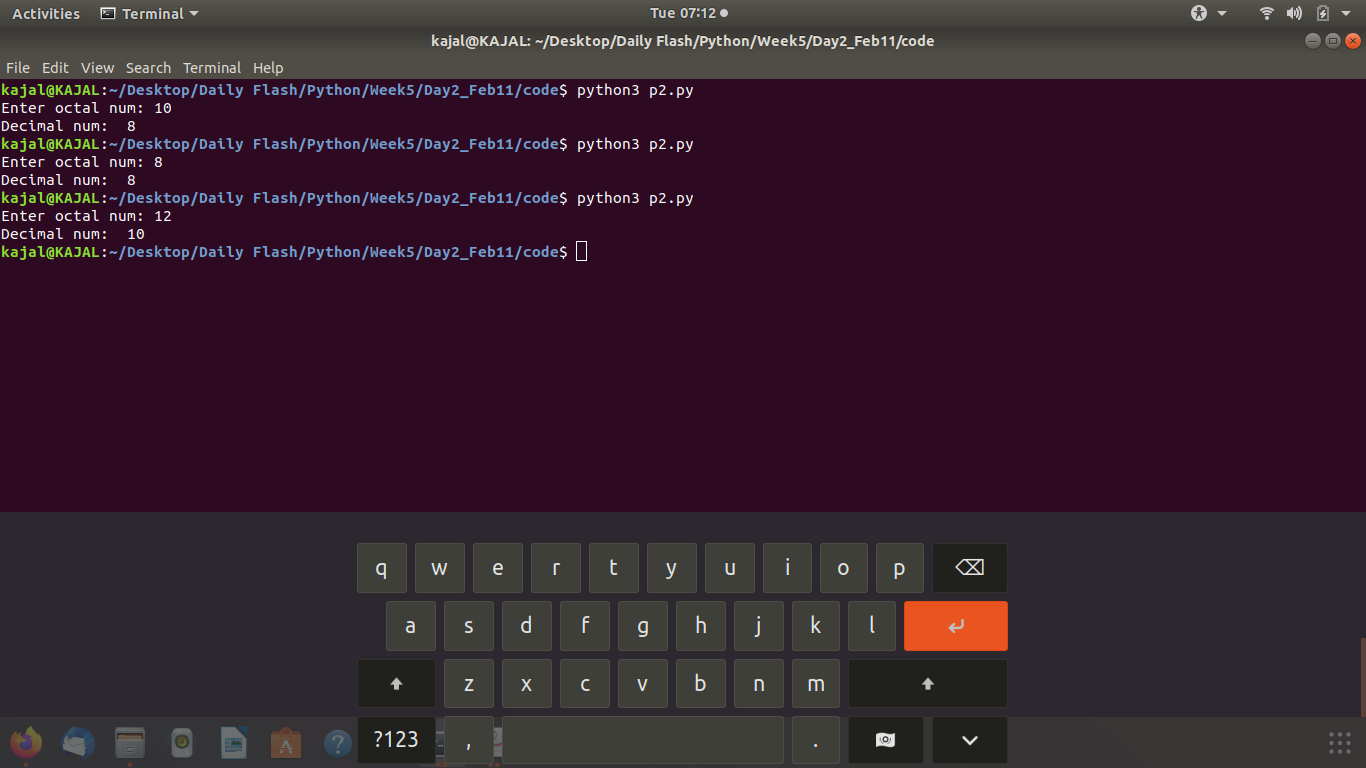 Activities Terminal Tue 07:12
kajal@KAJAL: ~/Desktop/Daily Flash/Python/Week5/Day2_Feb11/code
File Edit View Search Terminal Help
kajal@KAJAL:~/Desktop/Daily Flash/Python/Week5/Day2_Feb11/code$ python3 p2.py
Enter octal num: 10
Decimal num:  8
kajal@KAJAL:~/Desktop/Daily Flash/Python/Week5/Day2_Feb11/code$ python3 p2.py
Enter octal num: 8
Decimal num:  8
kajal@KAJAL:~/Desktop/Daily Flash/Python/Week5/Day2_Feb11/code$ python3 p2.py
Enter octal num: 12
Decimal num:  10
kajal@KAJAL:~/Desktop/Daily Flash/Python/Week5/Day2_Feb11/code$
q w e r t y u i o p
a s d f g h j k l
z x c v b n m
?123 , .